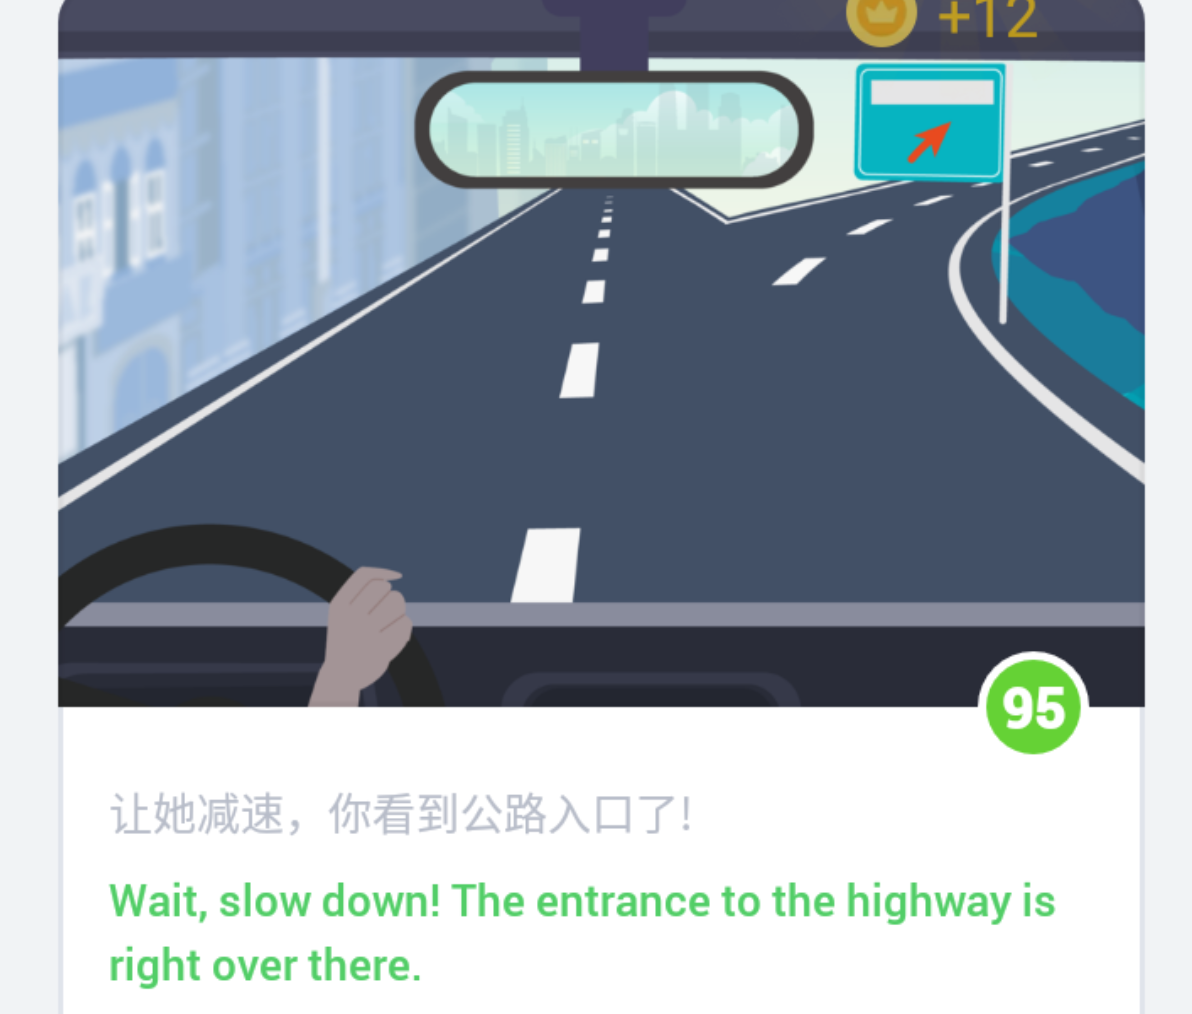 +12
95
让她减速，你看到公路入口了!
Wait, slow down! The entrance to the highway is
right over there.